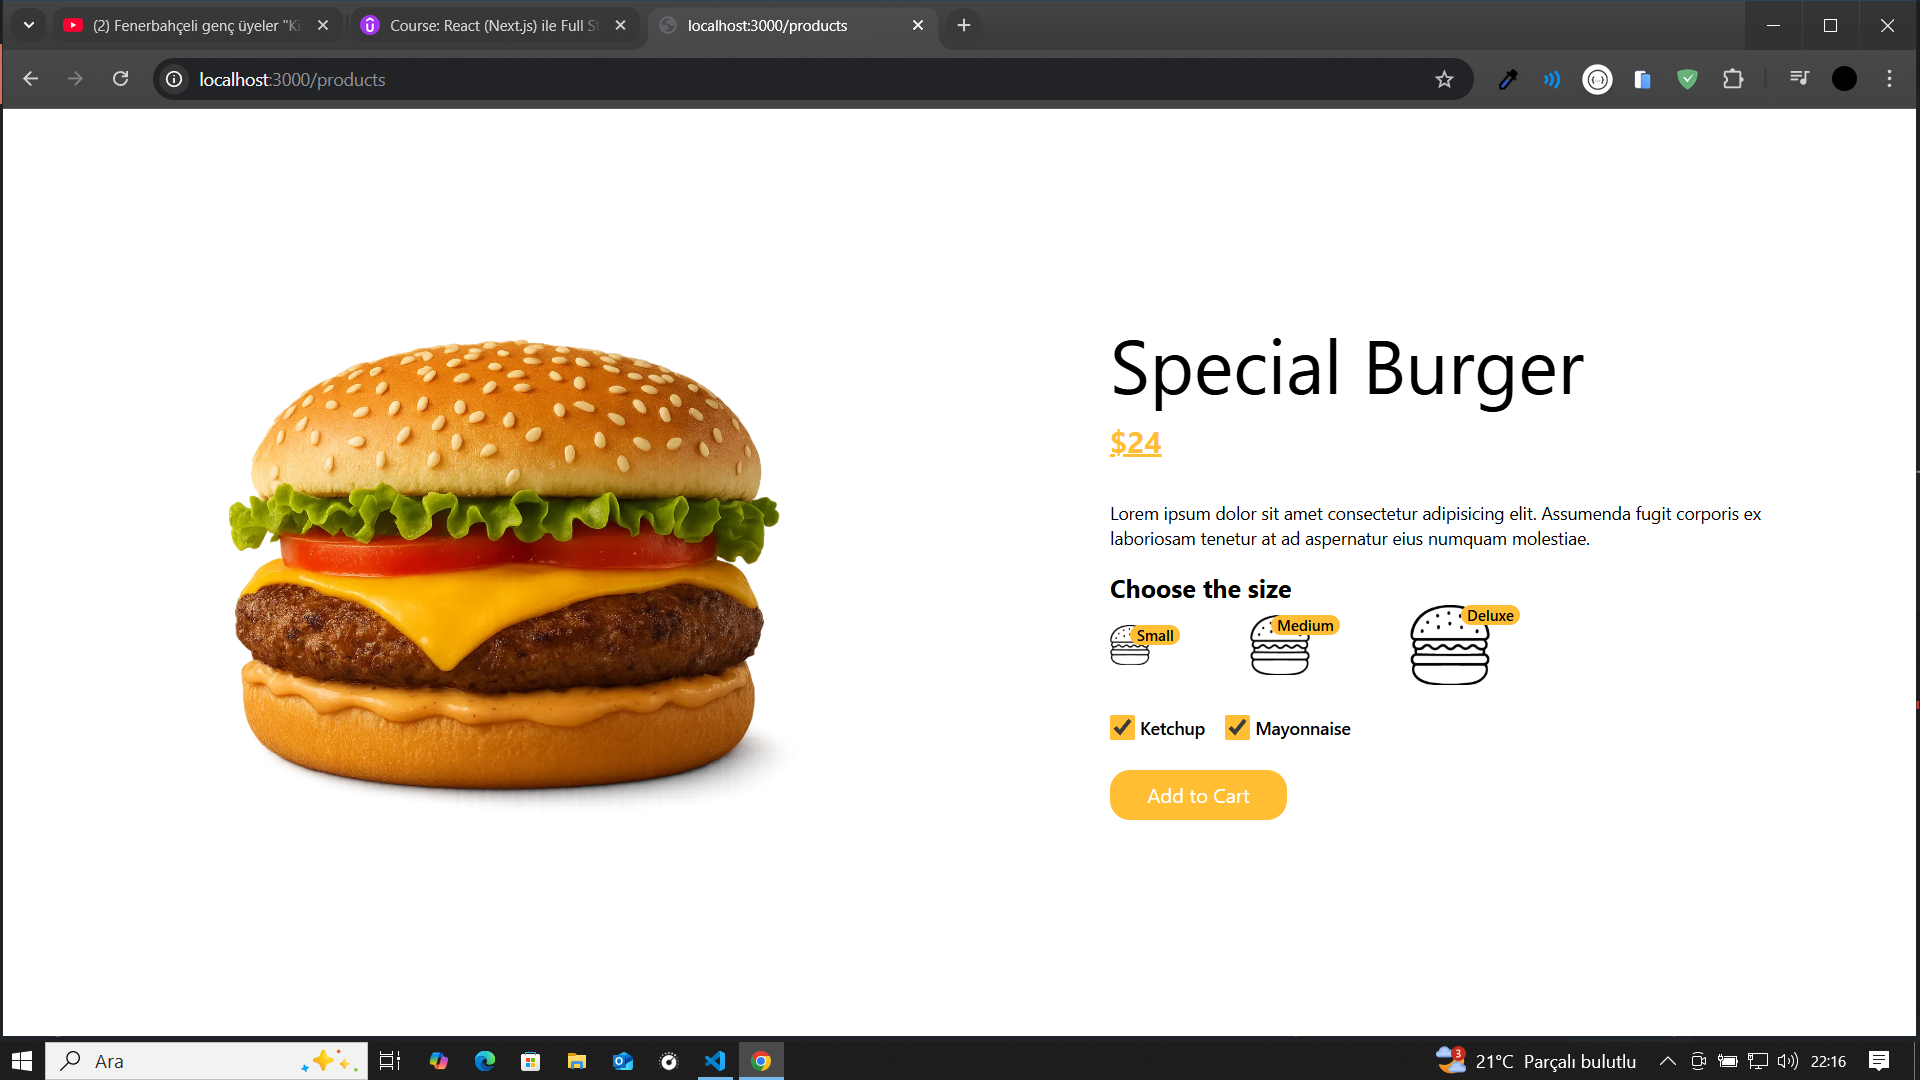 (2) Fenerbahçeli genç üyeler "Ki
Course: React (Next.js) ile Full St
localhost:3000/products
localhost:3000/products
Special Burger
$24
Lorem ipsum dolor sit amet consectetur adipisicing elit. Assumenda fugit corporis ex
laboriosam tenetur at ad aspernatur eius numquam molestiae.
Choose the size
Small
Medium
Deluxe
Ketchup
Mayonnaise
Add to Cart
Ara
3
21°C Parçalı bulutlu
22:16